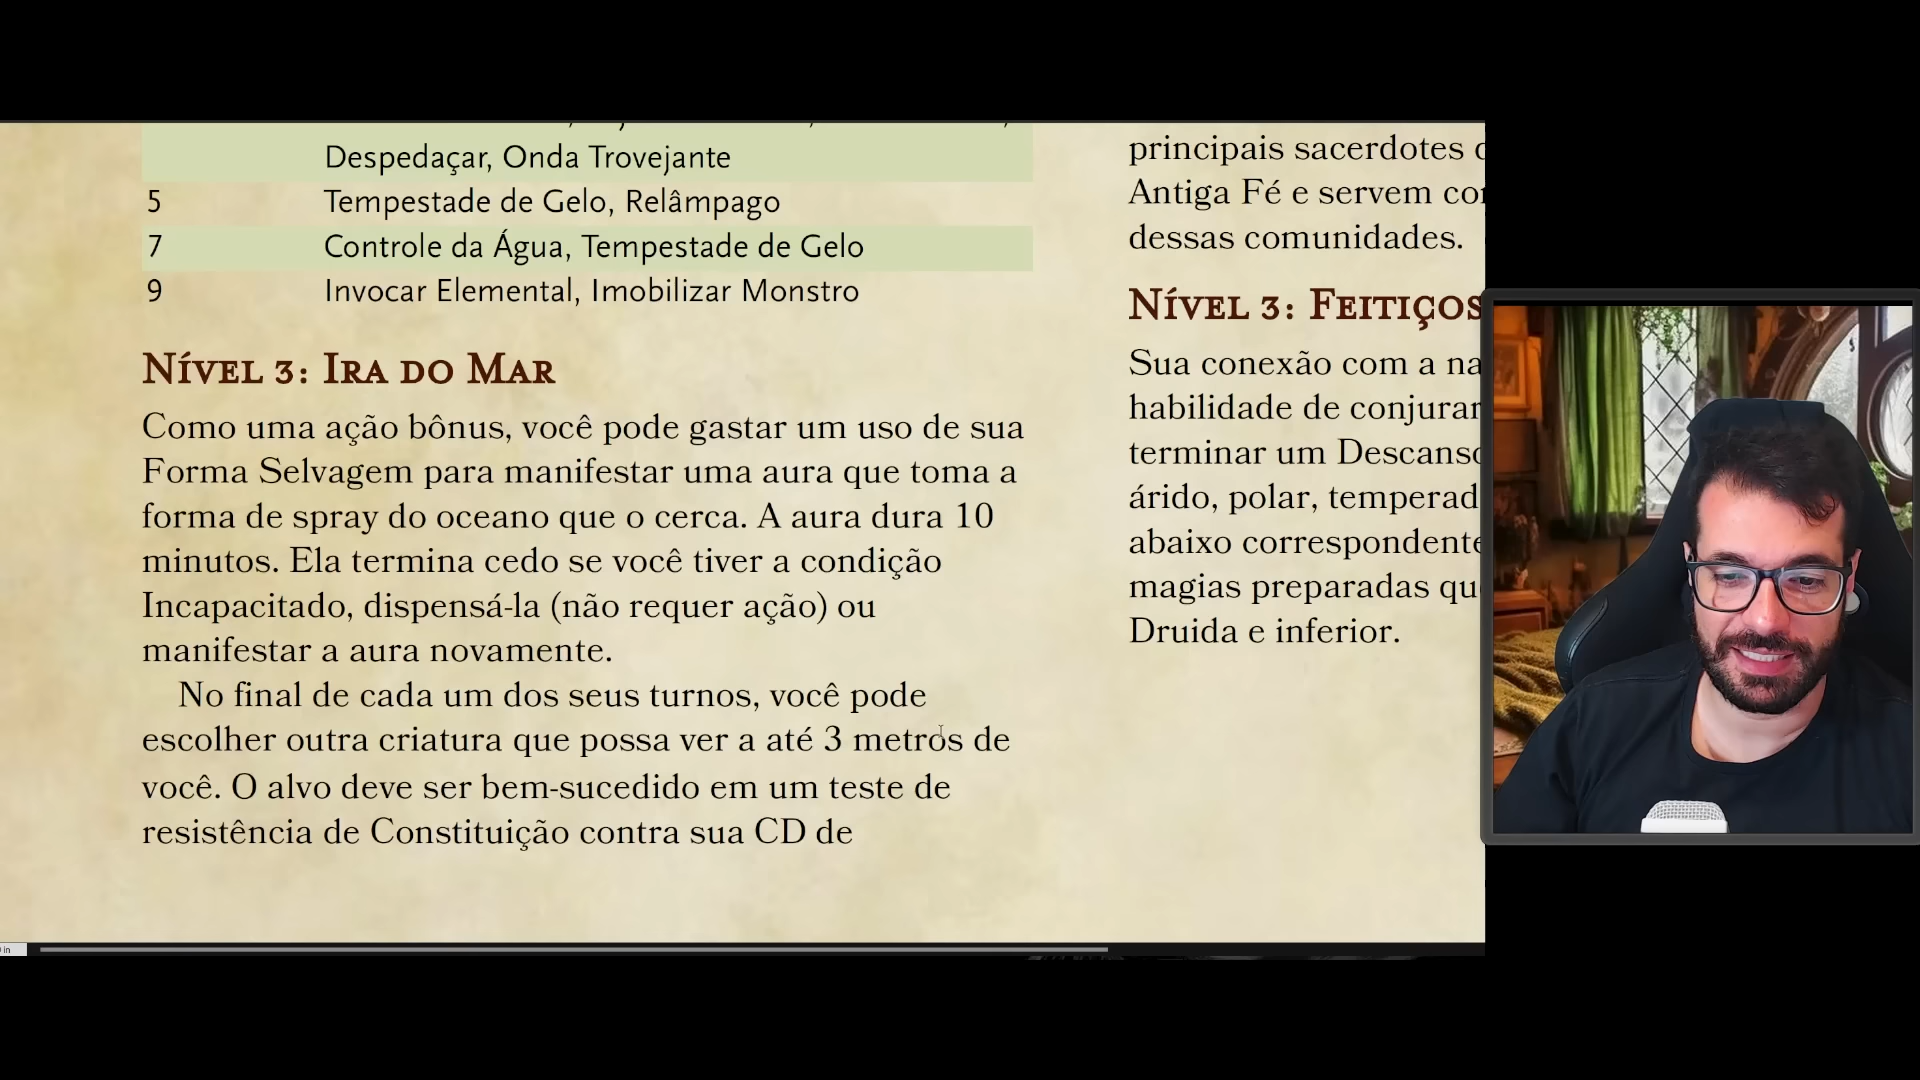 Despedaçar, Onda Trovejante
5 Tempestade de Gelo, Relâmpago
7 Controle da Água, Tempestade de Gelo
9 Invocar Elemental, Imobilizar Monstro
Nível 3: Ira do Mar
Como uma ação bônus, você pode gastar um uso de sua
Forma Selvagem para manifestar uma aura que toma a
forma de spray do oceano que o cerca. A aura dura 10
minutos. Ela termina cedo se você tiver a condição
Incapacitado, dispensá-la (não requer ação) ou
manifestar a aura novamente.
No final de cada um dos seus turnos, você pode
escolher outra criatura que possa ver a até 3 metros de
você. O alvo deve ser bem-sucedido em um teste de
resistência de Constituição contra sua CD de
principais sacerdotes
Antiga Fé e servem
dessas comunidades.
Nível 3: Feitiços
Sua conexão com a na
habilidade de conjurar
terminar um Descanso
árido, polar, temperad
abaixo correspondente
magias preparadas qu
Druida e inferior.
in